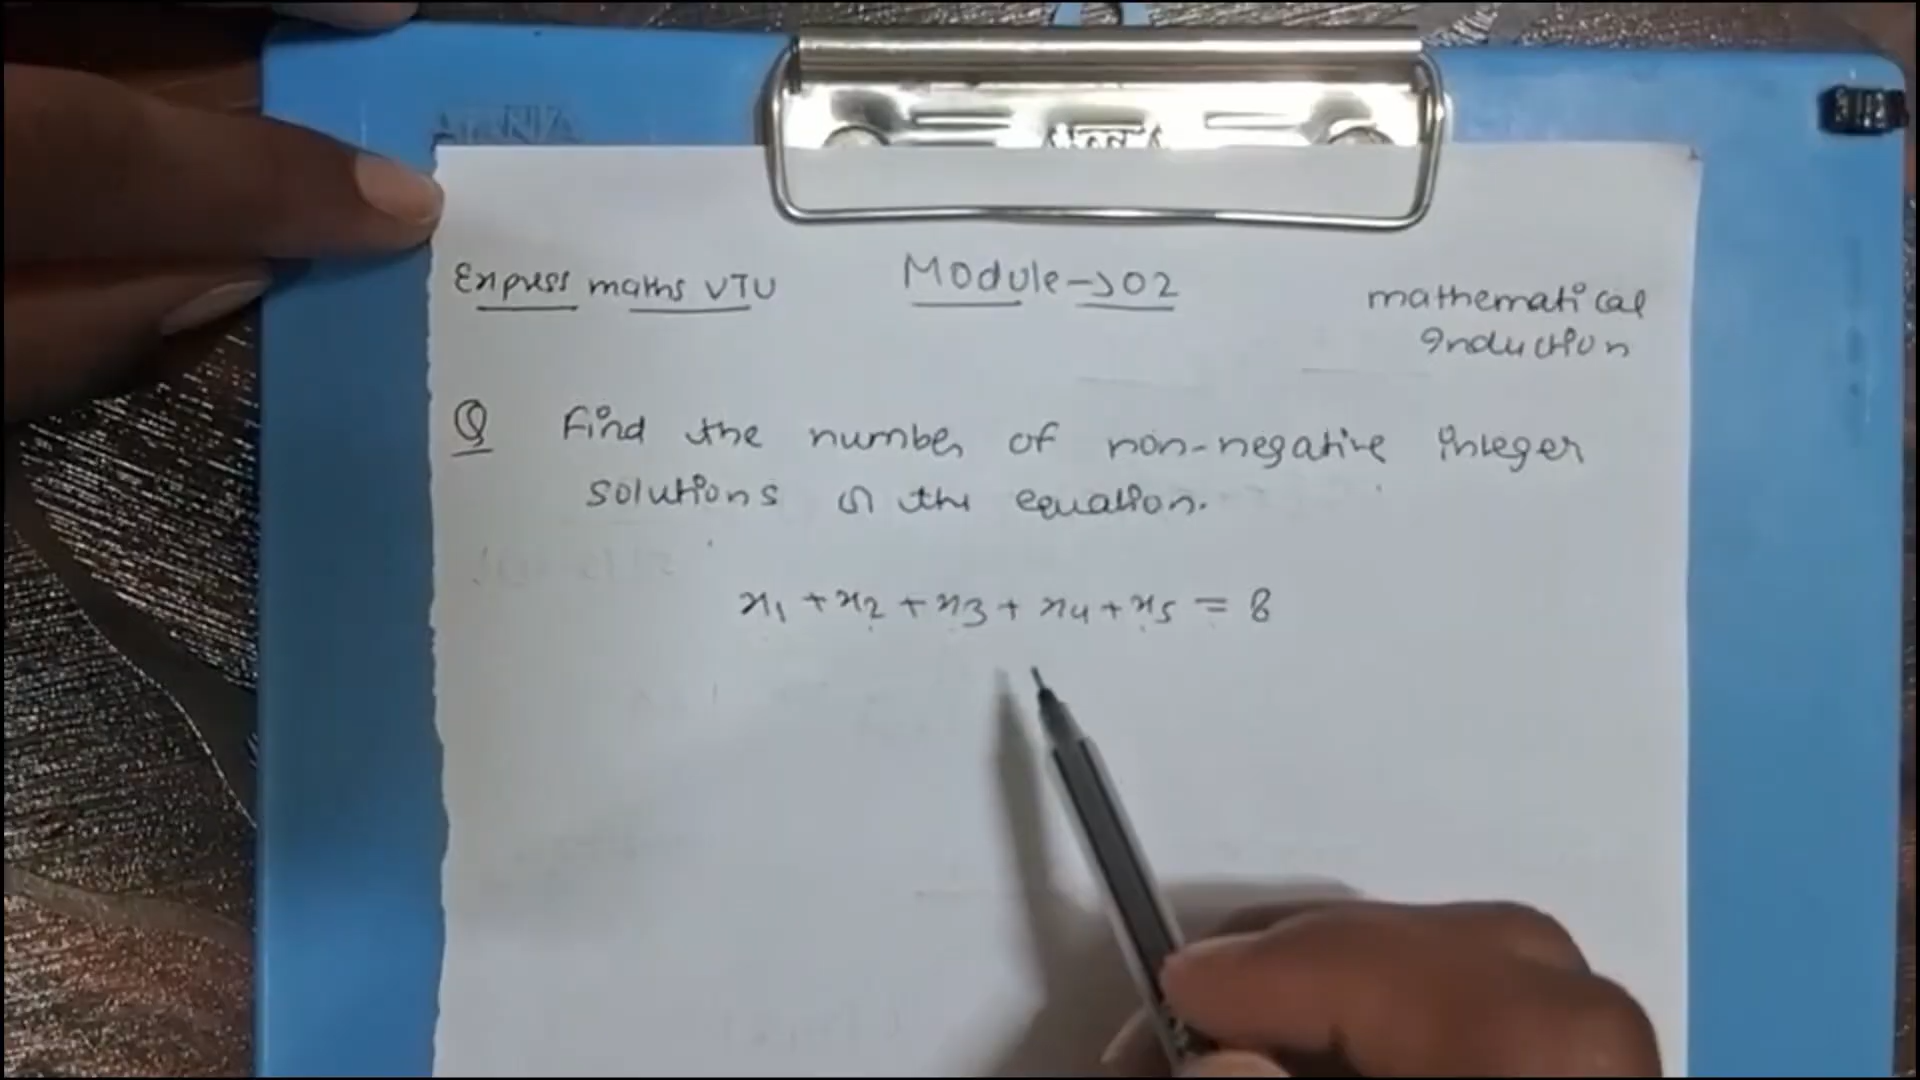 Express maths VTU
Module→02
mathematical
Induction
Q Find the number of non-negative integer
solutions of the equation.
x1 + x2 + x3 + x4 + x5 = 8